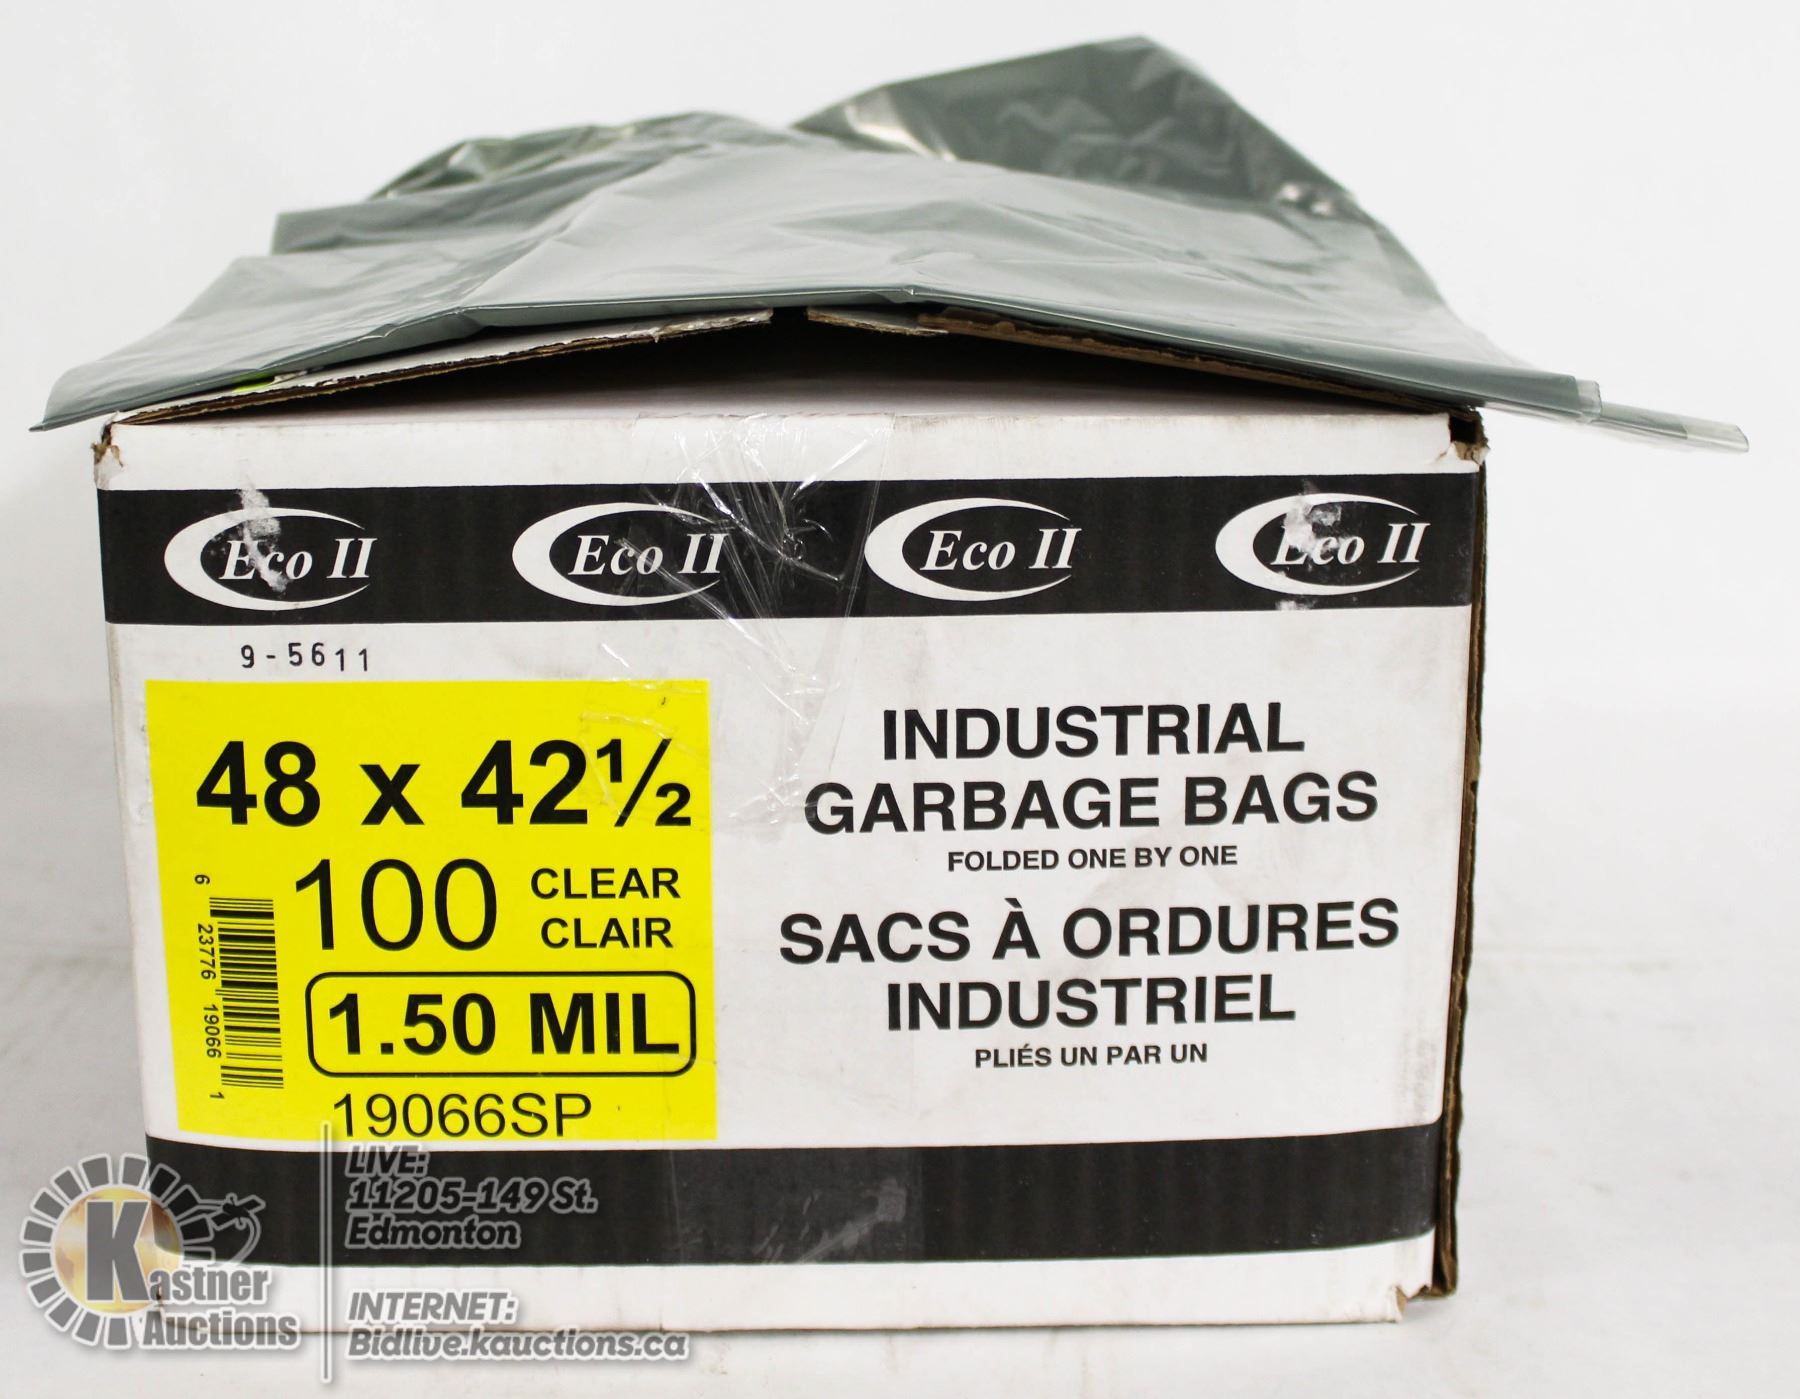 Eco II Eco II Eco II Eco II
9-5611
48 x 42½
100 CLEAR
CLAIR
1.50 MIL
19066SP
6 23776 19066 1
INDUSTRIAL
GARBAGE BAGS
FOLDED ONE BY ONE
SACS À ORDURES
INDUSTRIEL
PLIÉS UN PAR UN
Kastner
Auctions
LIVE:
11205-149 St.
Edmonton
INTERNET:
Bidlive.kauctions.ca